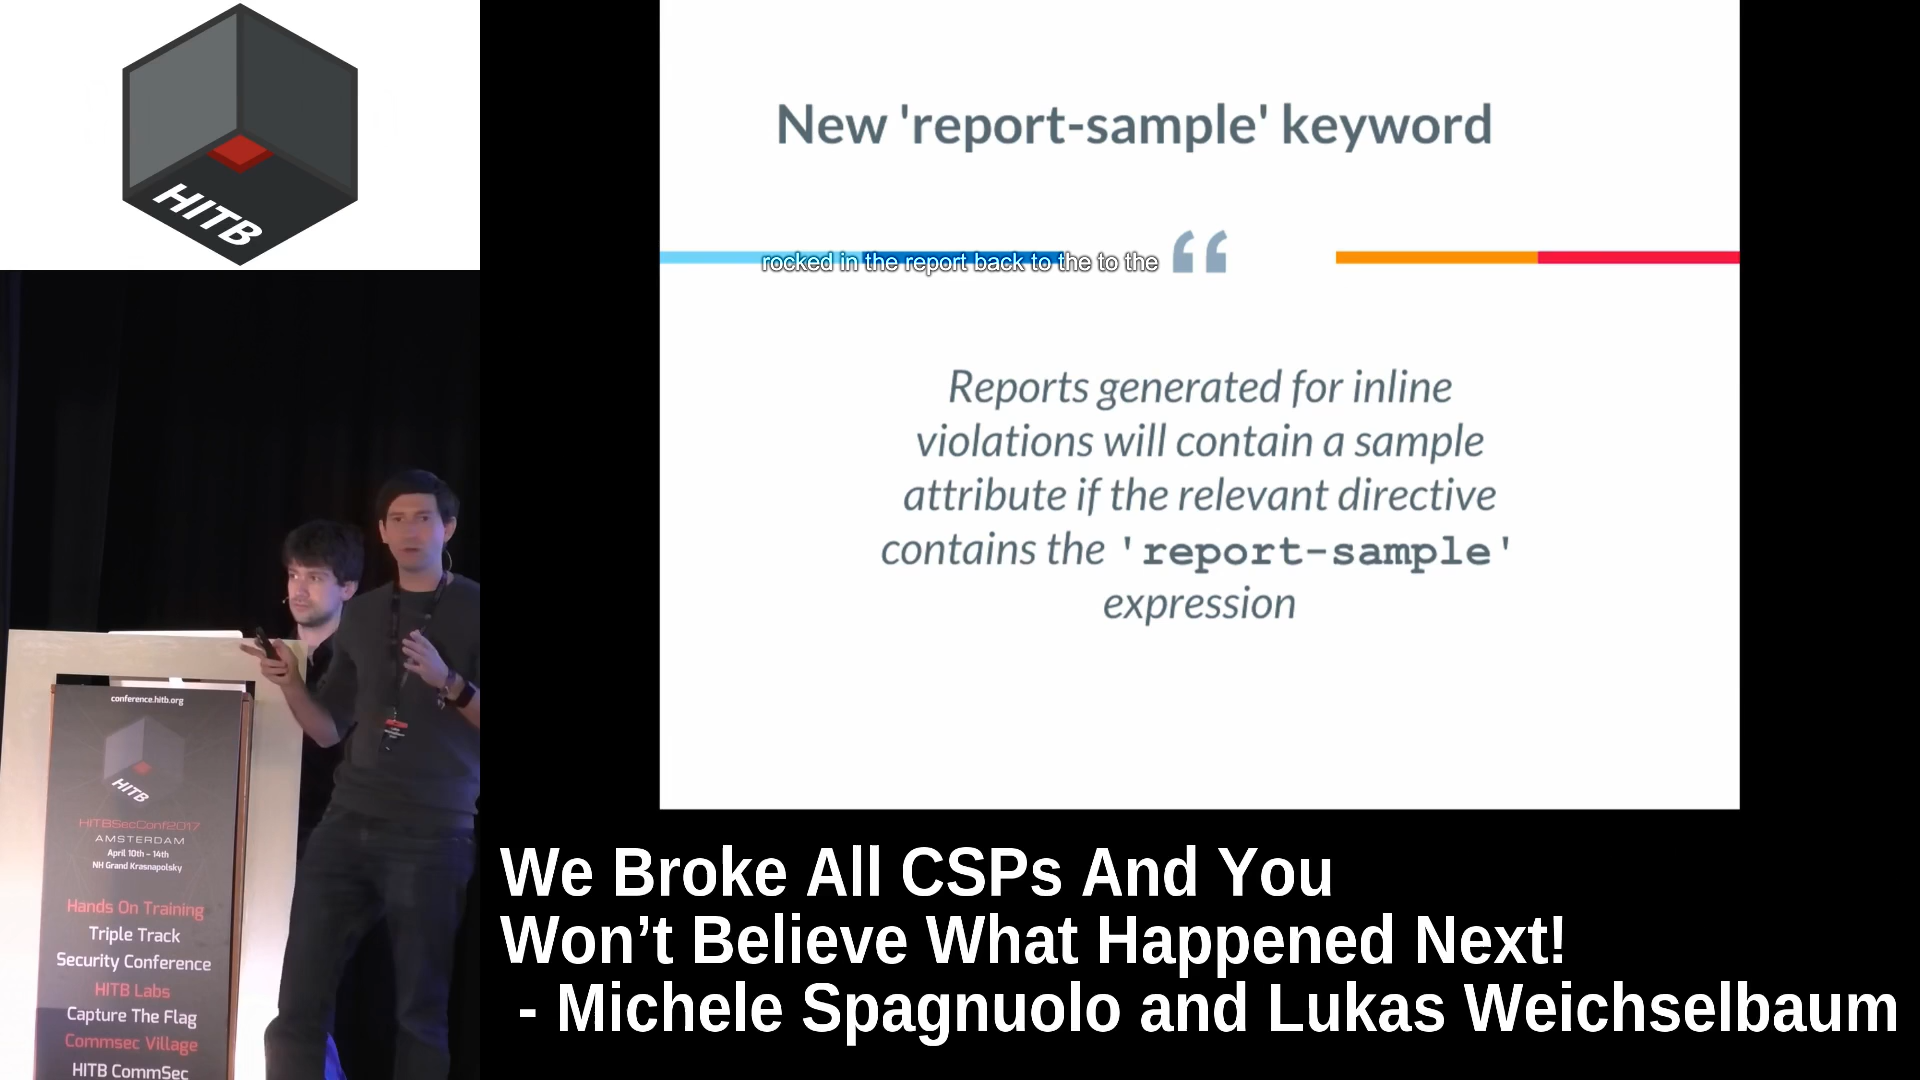 HITB
New 'report-sample' keyword
rocked in the report back to the to the
“
Reports generated for inline
violations will contain a sample
attribute if the relevant directive
contains the 'report-sample'
expression
conference.hitb.org
HITB
HITBSecConf2017
AMSTERDAM
April 10th - 14th
NH Grand Krasnapolsky
Hands On Training
Triple Track
Security Conference
HITB Labs
Capture The Flag
Commsec Village
HITB CommSec
We Broke All CSPs And You
Won’t Believe What Happened Next!
- Michele Spagnuolo and Lukas Weichselbaum